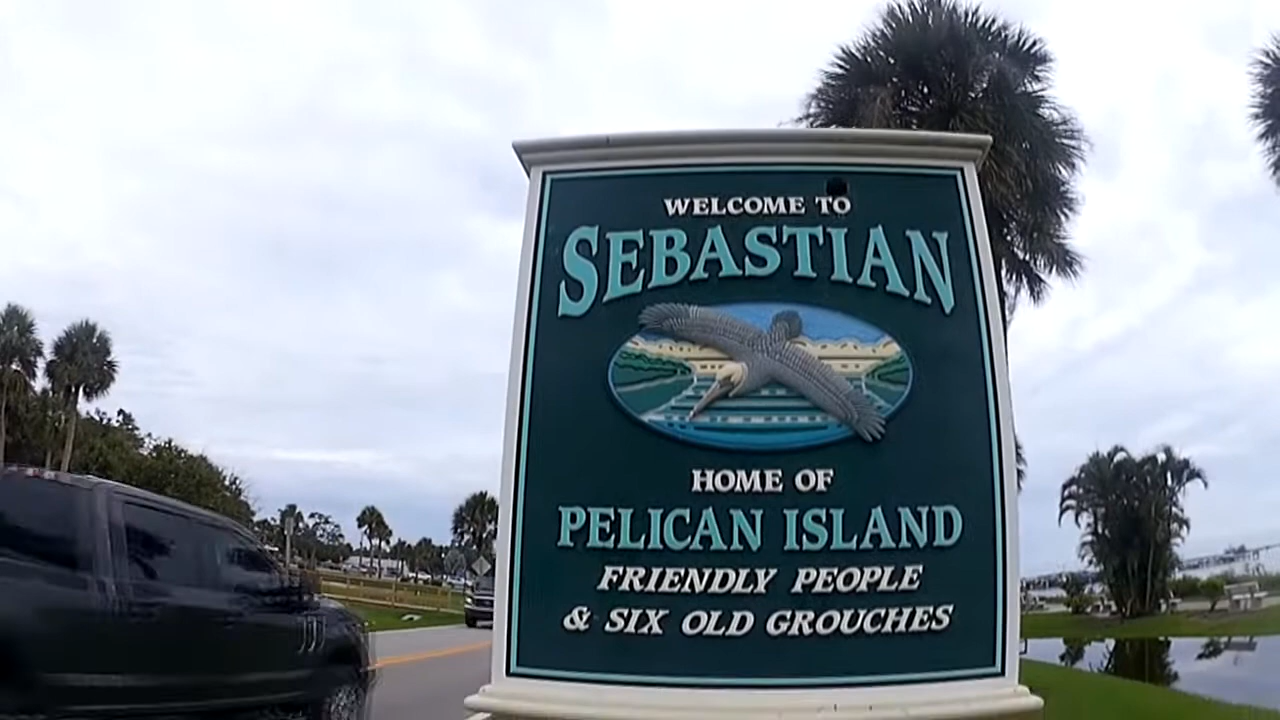 WELCOME TO
SEBASTIAN
HOME OF
PELICAN ISLAND
FRIENDLY PEOPLE
& SIX OLD GROUCHES